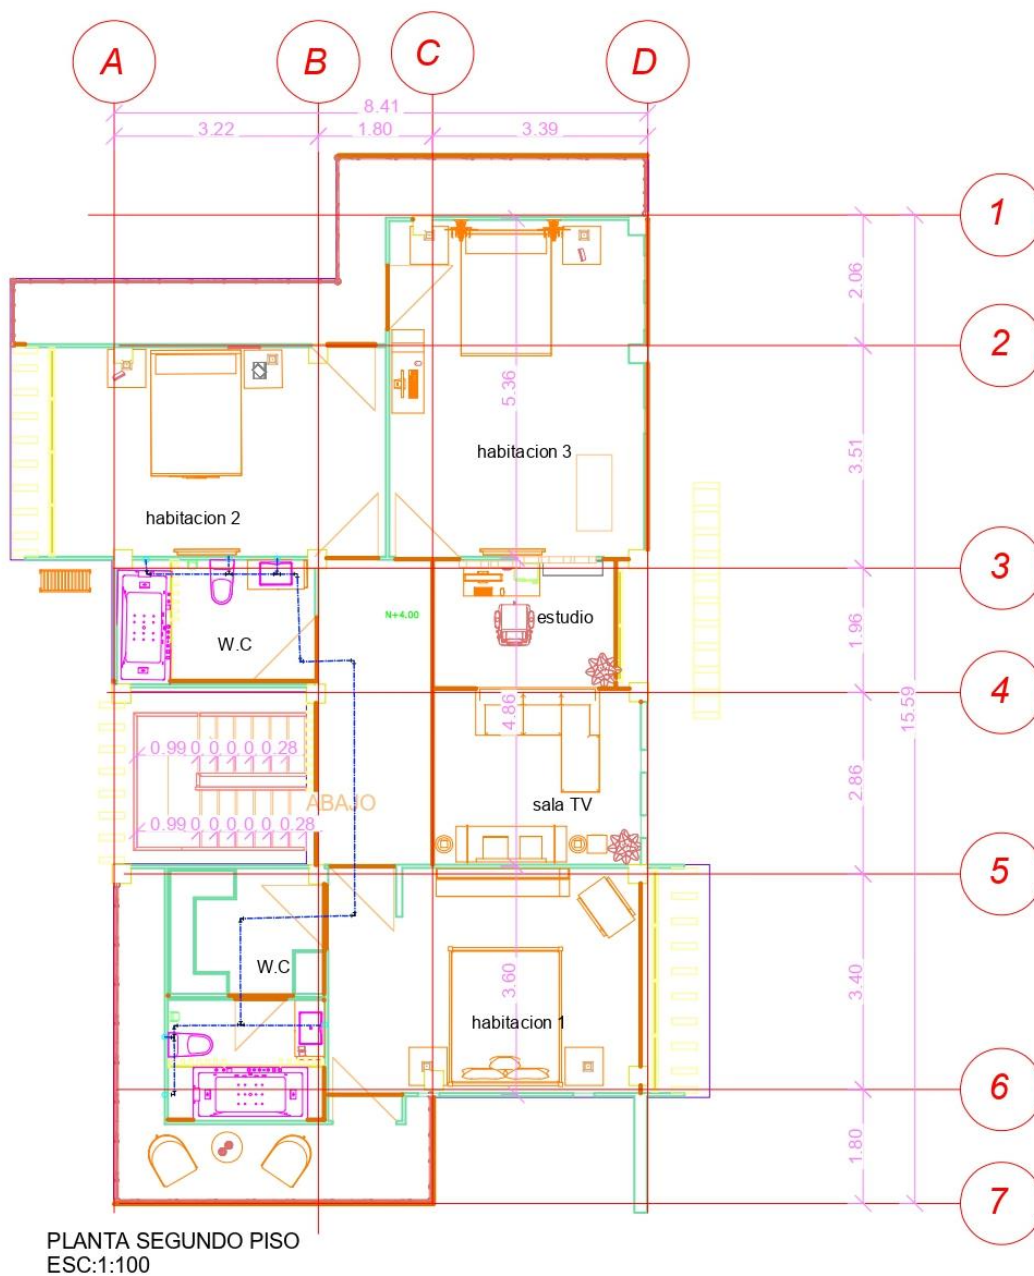 A B C D
8.41
3.22 1.80 3.39
1
2.06
2
5.36
3.51
habitacion 3
habitacion 2
3
N+4.00
estudio
W.C
1.96
4
4.86
15.59
0.99 0 0 0 0 0.28
2.86
ABAJO
sala TV
0.99 0 0 0 0 0.28
5
W.C
3.60
3.40
habitacion 1
6
1.80
7
PLANTA SEGUNDO PISO
ESC:1:100